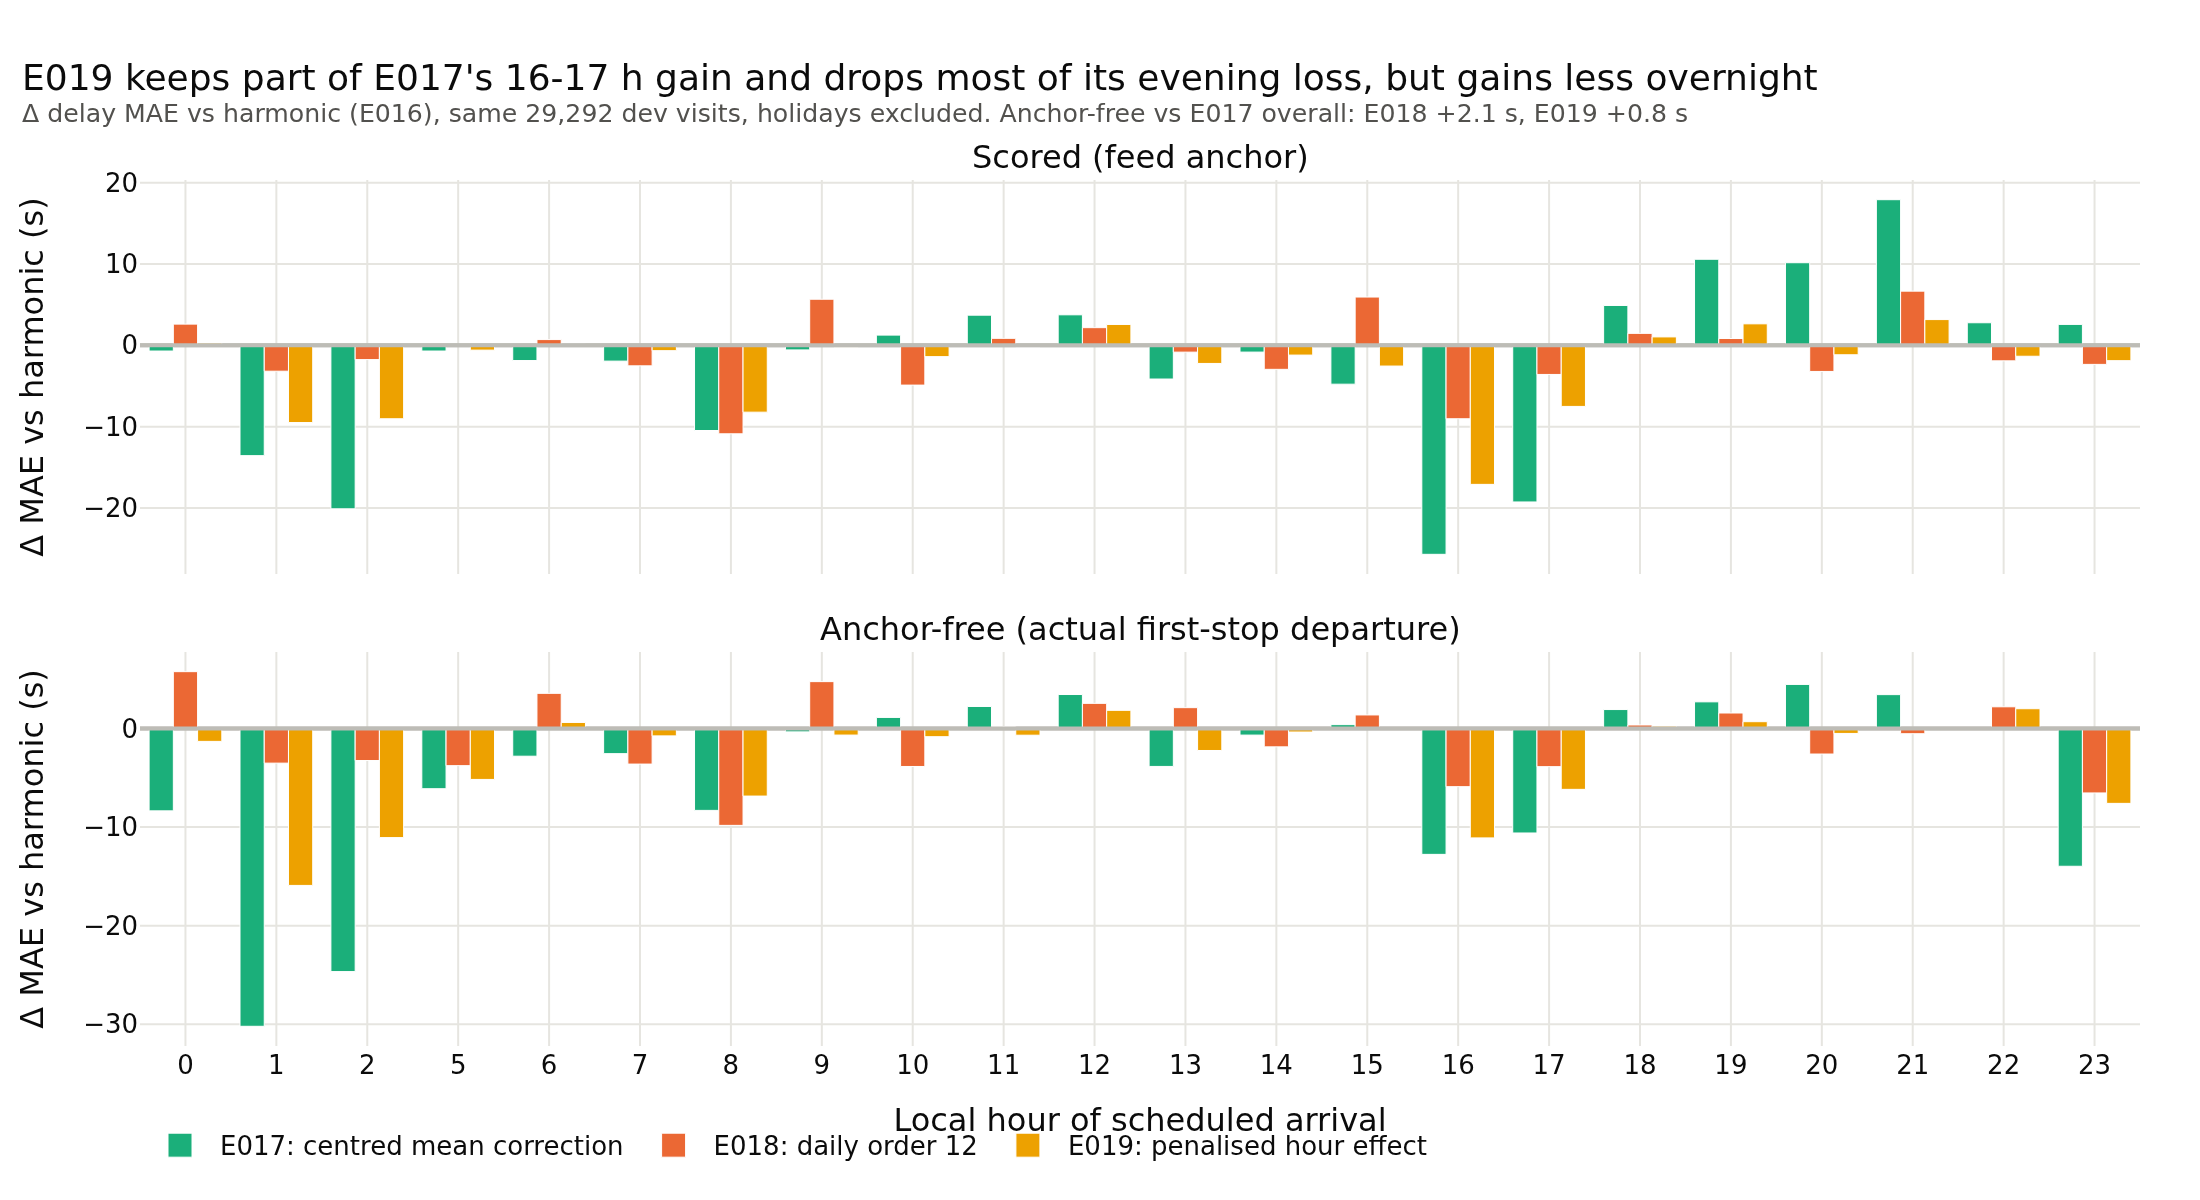 E019 keeps part of E017's 16-17 h gain and drops most of its evening loss, but gains less overnight
Δ delay MAE vs harmonic (E016), same 29,292 dev visits, holidays excluded. Anchor-free vs E017 overall: E018 +2.1 s, E019 +0.8 s
Scored (feed anchor)
Δ MAE vs harmonic (s)
20
10
0
−10
−20
Anchor-free (actual first-stop departure)
Δ MAE vs harmonic (s)
0
−10
−20
−30
0 1 2 5 6 7 8 9 10 11 12 13 14 15 16 17 18 19 20 21 22 23
Local hour of scheduled arrival
E017: centred mean correction E018: daily order 12 E019: penalised hour effect